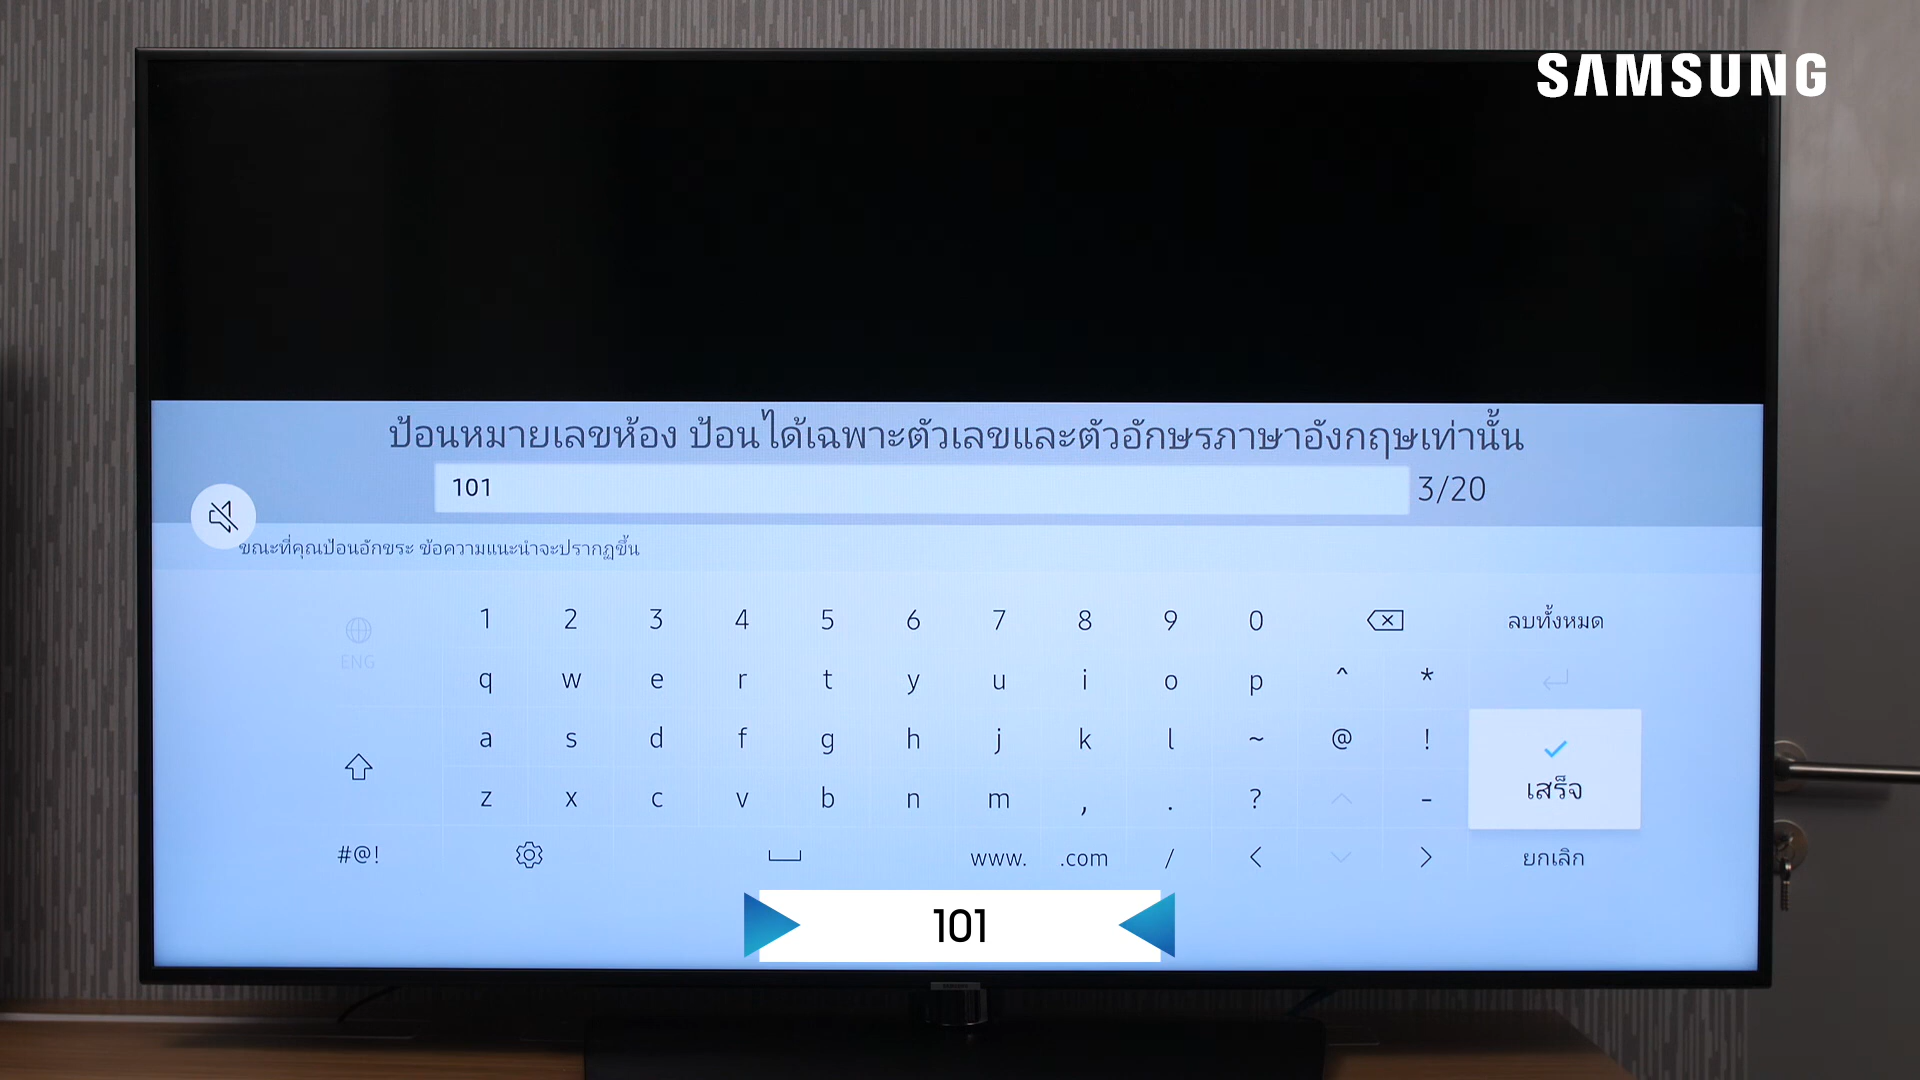 SAMSUNG
ป้อนหมายเลขห้อง ป้อนได้เฉพาะตัวเลขและตัวอักษรภาษาอังกฤษเท่านั้น
101 3/20
ขณะที่คุณป้อนอักขระ ข้อความแนะนำจะปรากฏขึ้น
1 2 3 4 5 6 7 8 9 0 ลบทั้งหมด
ENG
q w e r t y u i o p ^ *
a s d f g h j k l ~ @ !
z x c v b n m , . ? -
เสร็จ
#@! www. .com / < > ยกเลิก
101
SAMSUNG